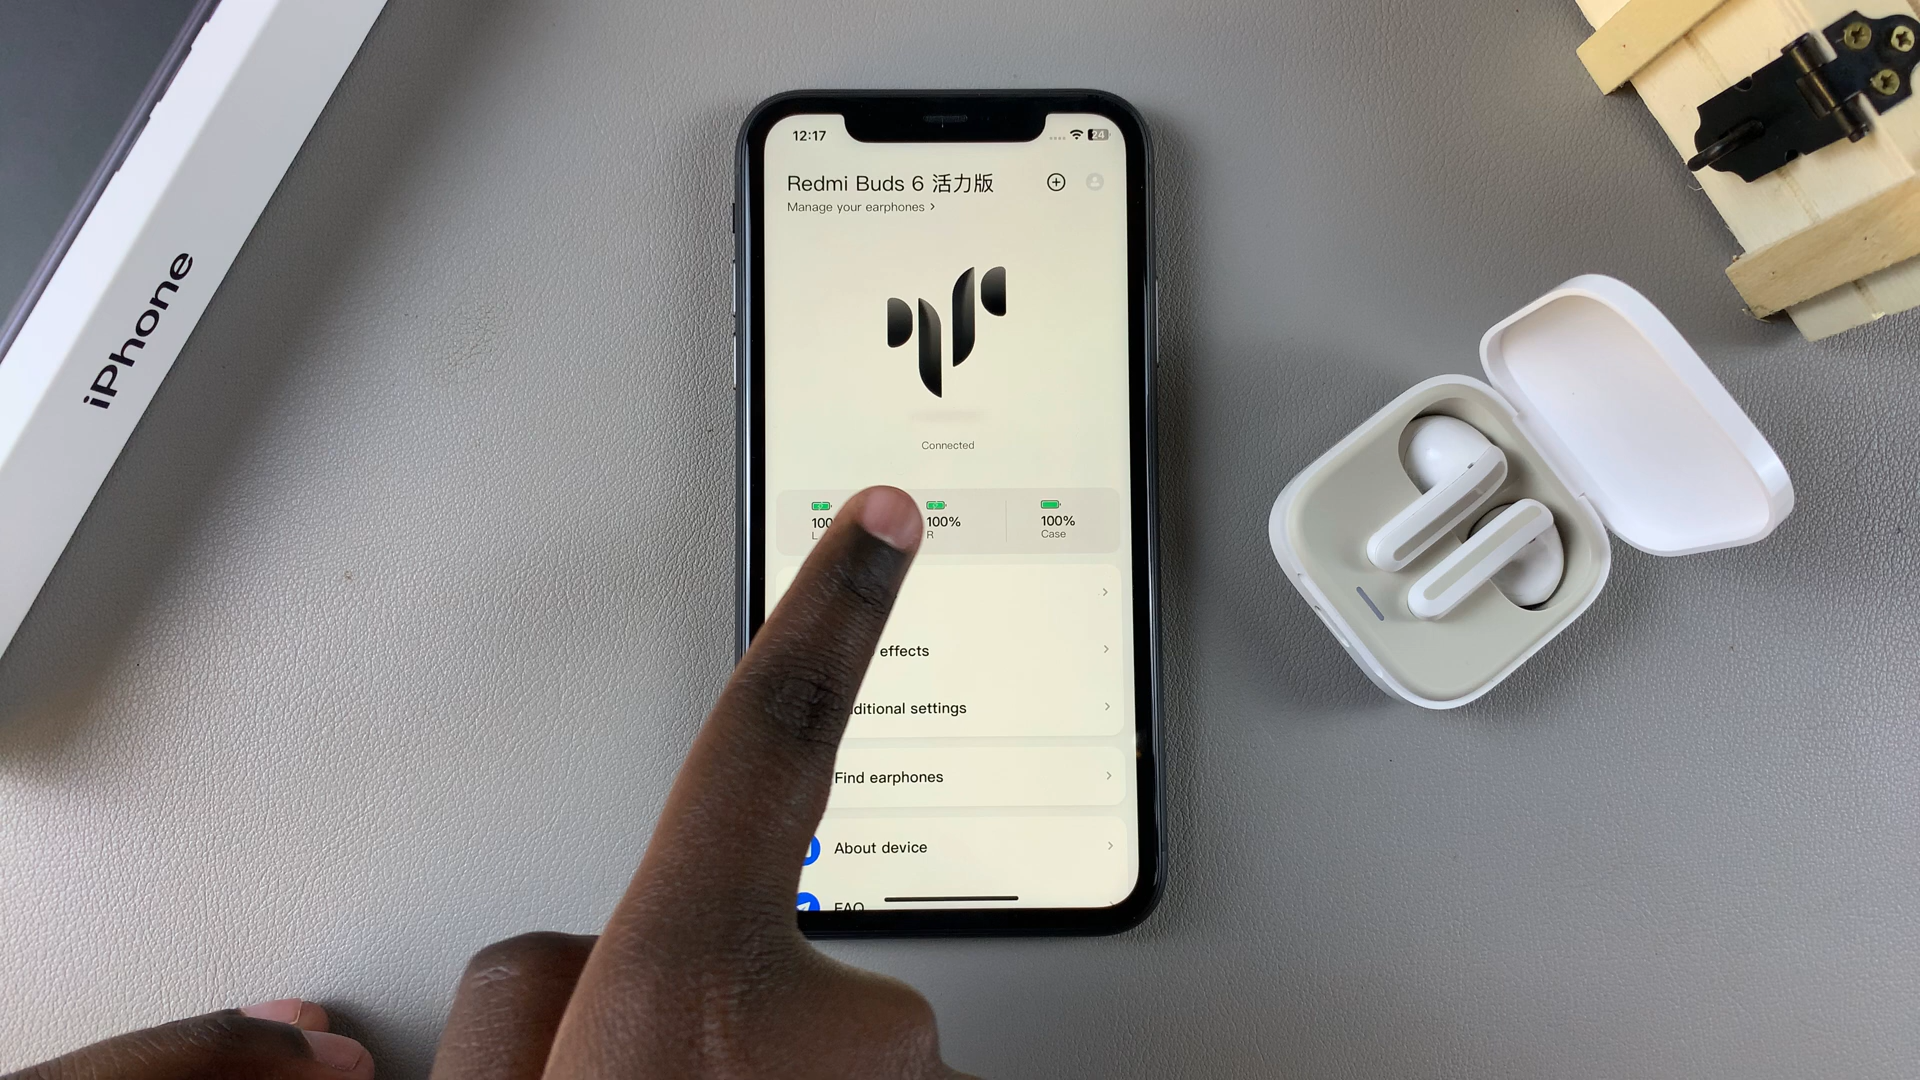 iPhone
12:17
24
Redmi Buds 6 活力版
Manage your earphones
Connected
100% 100%
L R Case
effects
ditional settings
Find earphones
About device
FAQ